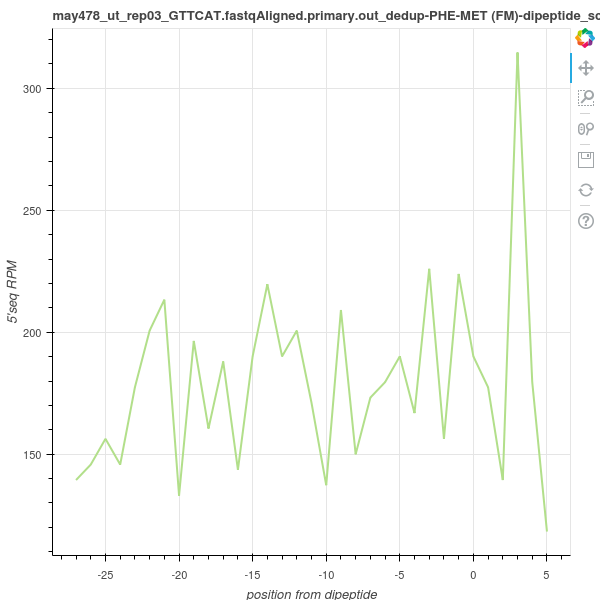 may478_ut_rep03_GTTCAT.fastqAligned.primary.out_dedup-PHE-MET (FM)-dipeptide_sc
300
250
200
150
5'seq RPM
-25 -20 -15 -10 -5 0 5
position from dipeptide